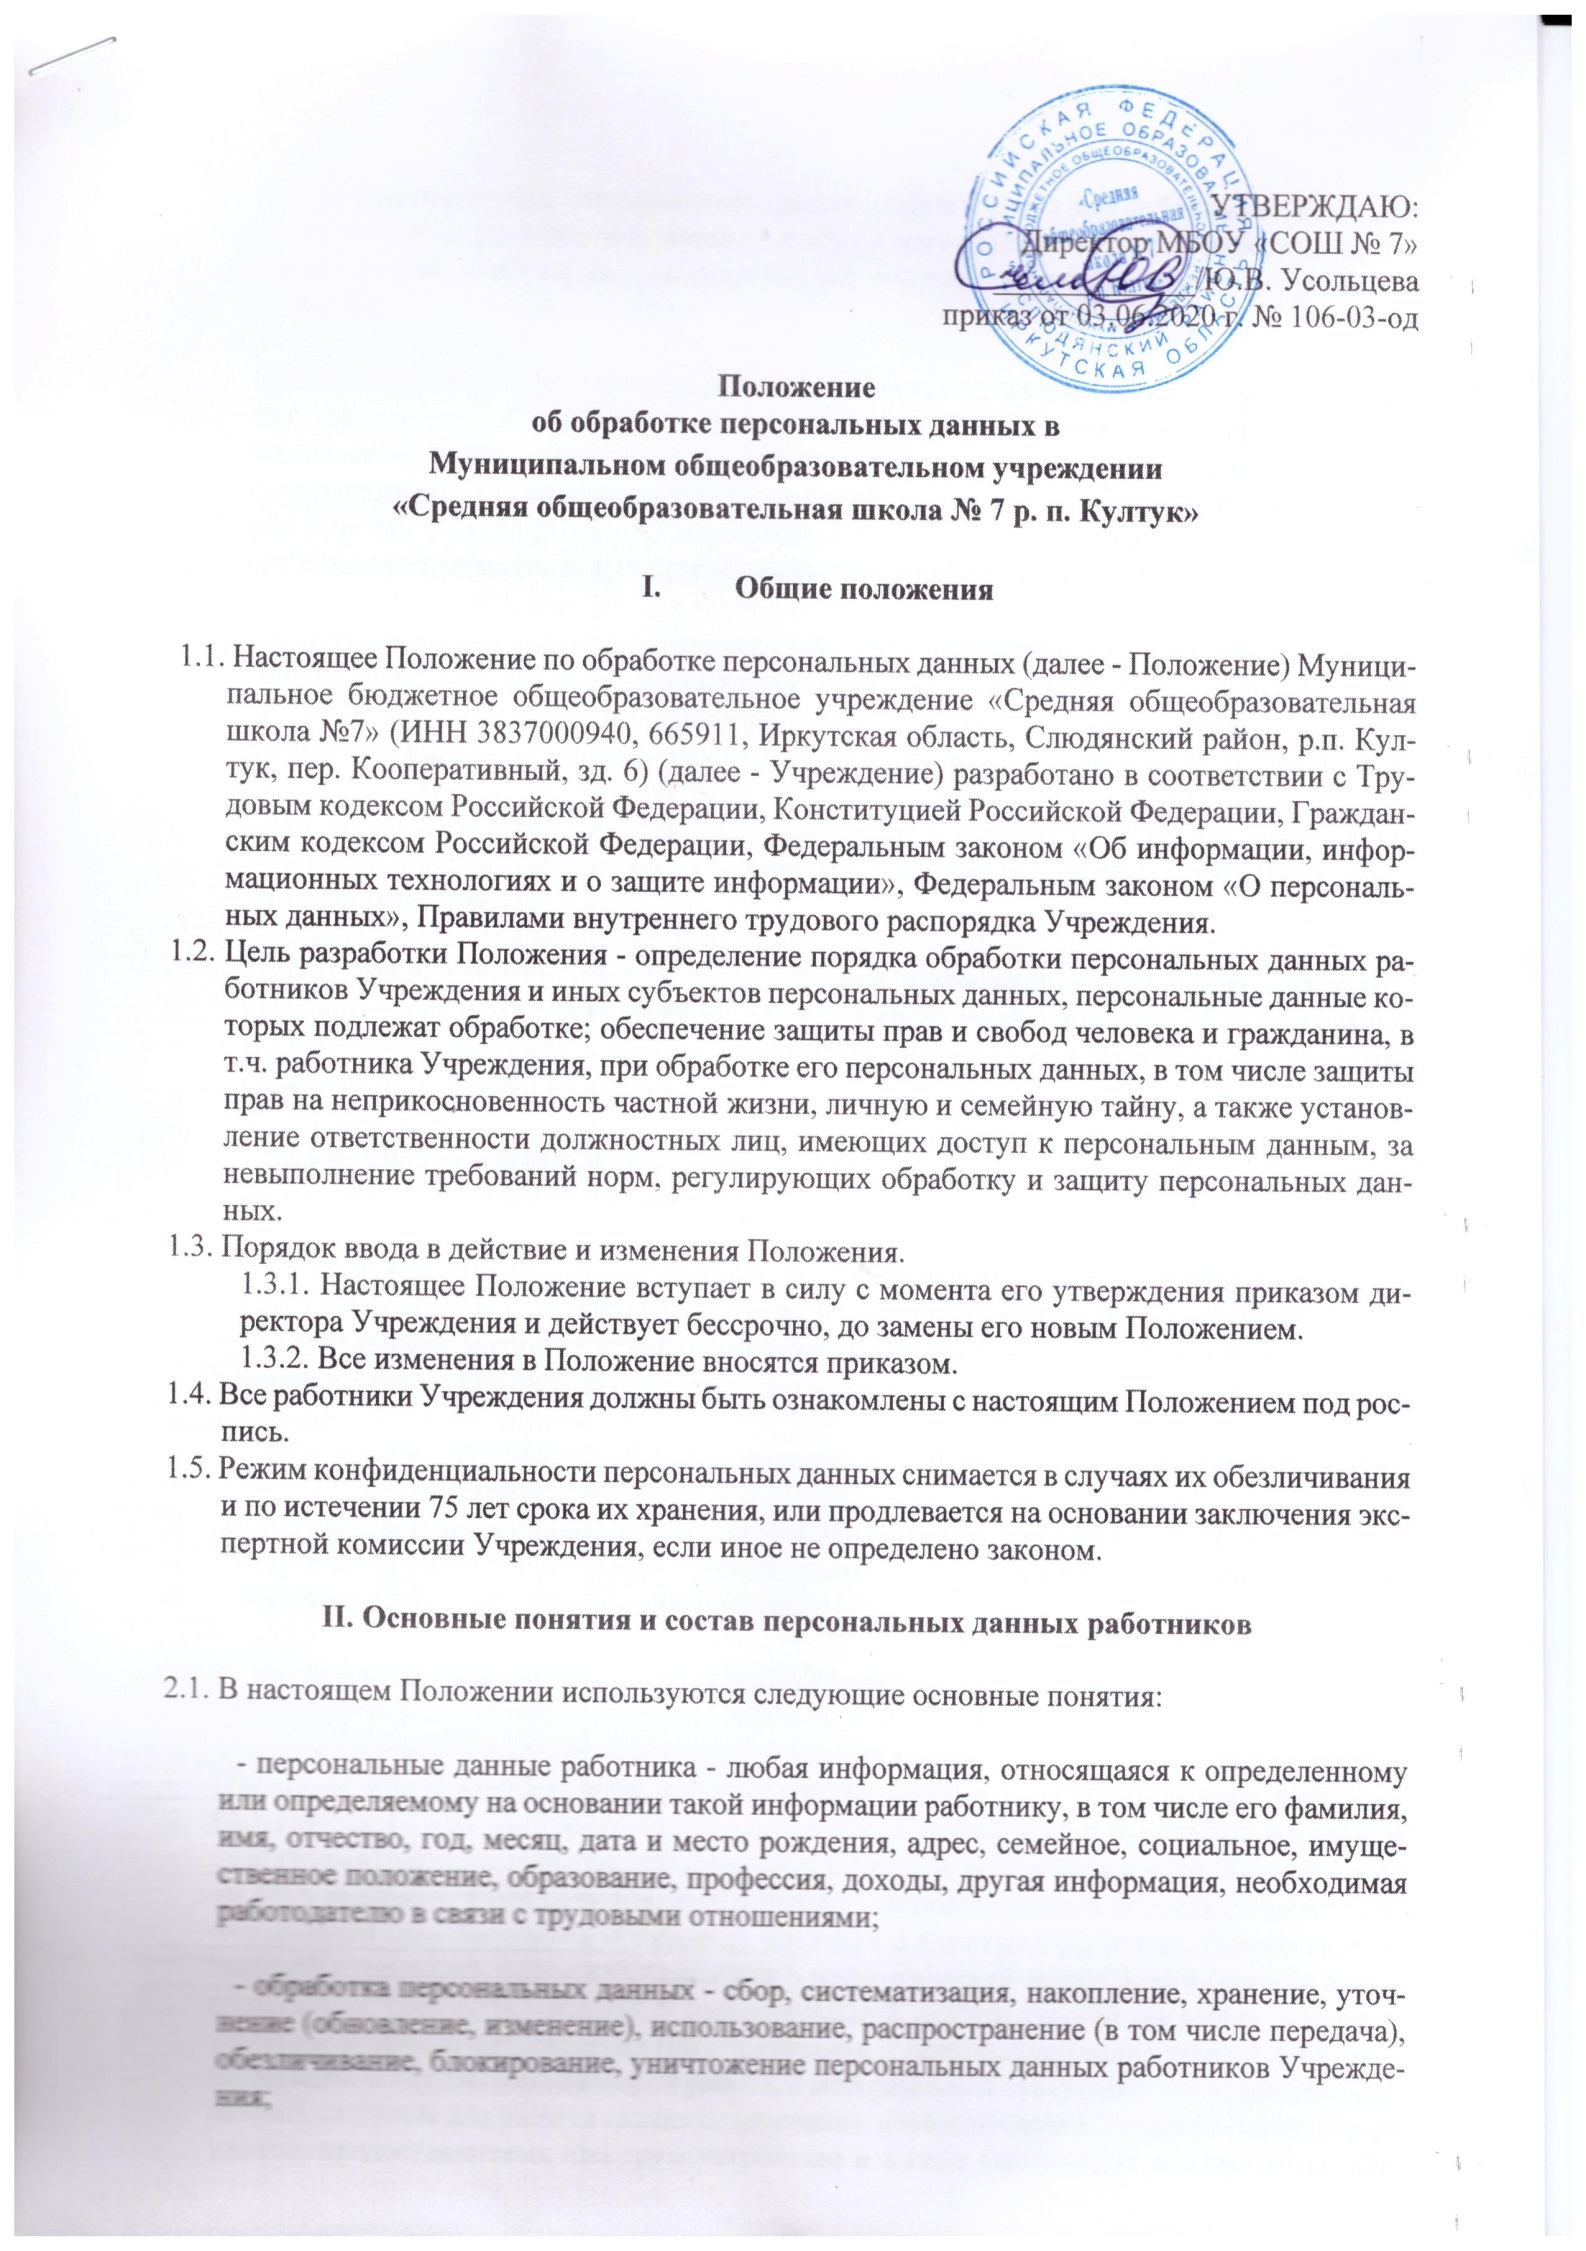 РОССИЙСКАЯ ФЕДЕРАЦИЯ
ИРКУТСКАЯ ОБЛАСТЬ
МУНИЦИПАЛЬНОЕ ОБРАЗОВАНИЕ
СЛЮДЯНСКИЙ РАЙОН
«Средняя
общеобразовательная
УТВЕРЖДАЮ:
Директор МБОУ «СОШ № 7»
Ю.В. Усольцева
приказ от 03.06.2020 г. № 106-03-од
Положение
об обработке персональных данных в
Муниципальном общеобразовательном учреждении
«Средняя общеобразовательная школа № 7 р. п. Култук»
I. Общие положения
1.1. Настоящее Положение по обработке персональных данных (далее - Положение) Муници-
пальное бюджетное общеобразовательное учреждение «Средняя общеобразовательная
школа №7» (ИНН 3837000940, 665911, Иркутская область, Слюдянский район, р.п. Кул-
тук, пер. Кооперативный, зд. 6) (далее - Учреждение) разработано в соответствии с Тру-
довым кодексом Российской Федерации, Конституцией Российской Федерации, Граждан-
ским кодексом Российской Федерации, Федеральным законом «Об информации, инфор-
мационных технологиях и о защите информации», Федеральным законом «О персональ-
ных данных», Правилами внутреннего трудового распорядка Учреждения.
1.2. Цель разработки Положения - определение порядка обработки персональных данных ра-
ботников Учреждения и иных субъектов персональных данных, персональные данные ко-
торых подлежат обработке; обеспечение защиты прав и свобод человека и гражданина, в
т.ч. работника Учреждения, при обработке его персональных данных, в том числе защиты
прав на неприкосновенность частной жизни, личную и семейную тайну, а также установ-
ление ответственности должностных лиц, имеющих доступ к персональным данным, за
невыполнение требований норм, регулирующих обработку и защиту персональных дан-
ных.
1.3. Порядок ввода в действие и изменения Положения.
1.3.1. Настоящее Положение вступает в силу с момента его утверждения приказом ди-
ректора Учреждения и действует бессрочно, до замены его новым Положением.
1.3.2. Все изменения в Положение вносятся приказом.
1.4. Все работники Учреждения должны быть ознакомлены с настоящим Положением под рос-
пись.
1.5. Режим конфиденциальности персональных данных снимается в случаях их обезличивания
и по истечении 75 лет срока их хранения, или продлевается на основании заключения экс-
пертной комиссии Учреждения, если иное не определено законом.
II. Основные понятия и состав персональных данных работников
2.1. В настоящем Положении используются следующие основные понятия:
- персональные данные работника - любая информация, относящаяся к определенному
или определяемому на основании такой информации работнику, в том числе его фамилия,
имя, отчество, год, месяц, дата и место рождения, адрес, семейное, социальное, имуще-
ственное положение, образование, профессия, доходы, другая информация, необходимая
работодателю в связи с трудовыми отношениями;
- обработка персональных данных - сбор, систематизация, накопление, хранение, уточ-
нение (обновление, изменение), использование, распространение (в том числе передача),
обезличивание, блокирование, уничтожение персональных данных работников Учрежде-
ния;